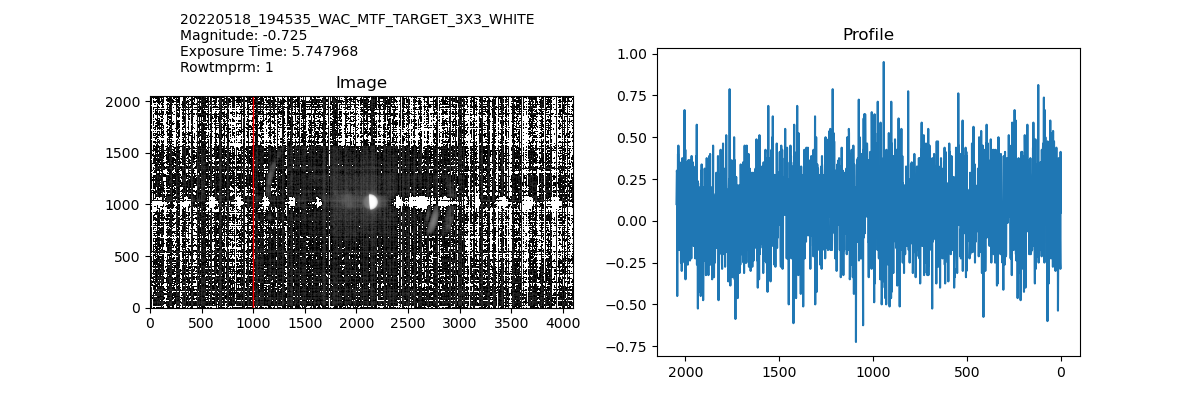 20220518_194535_WAC_MTF_TARGET_3X3_WHITE
Magnitude: -0.725
Exposure Time: 5.747968
Rowtmprm: 1
Image
2000
1500
1000
500
0
0 500 1000 1500 2000 2500 3000 3500 4000
Profile
1.00
0.75
0.50
0.25
0.00
−0.25
−0.50
−0.75
2000 1500 1000 500 0